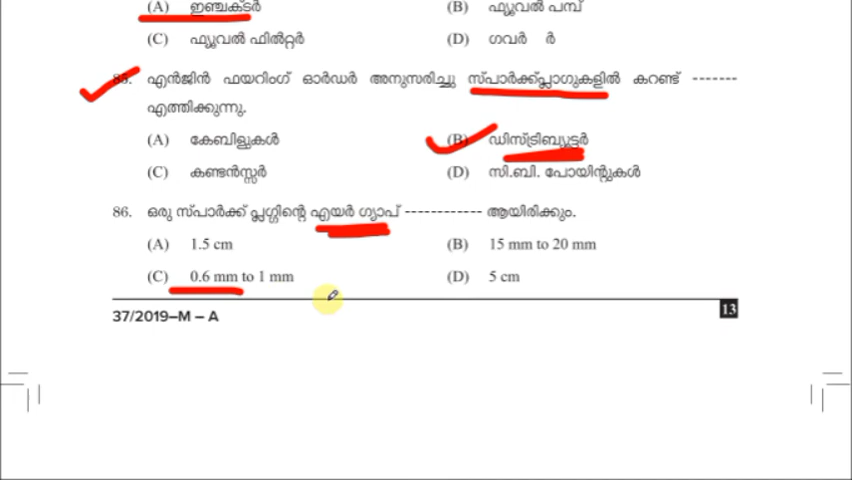 (A) ഇഞ്ചക്ടർ (B) ഫ്യൂവൽ പമ്പ്
(C) ഫ്യൂവൽ ഫിൽറ്റർ (D) ഗവർ ർ
85. എൻജിൻ ഫയറിംഗ് ഓർഡർ അനുസരിച്ചു സ്പാർക്ക്പ്ലാഗുകളിൽ കറണ്ട് -------
എത്തിക്കുന്നു.
(A) കേബിളുകൾ (B) ഡിസ്ട്രിബ്യൂട്ടർ
(C) കണ്ടൻസ്സർ (D) സി.ബി. പോയിന്റുകൾ
86. ഒരു സ്പാർക്ക് പ്ലഗ്ഗിന്റെ എയർ ഗ്യാപ് ------------ ആയിരിക്കും.
(A) 1.5 cm (B) 15 mm to 20 mm
(C) 0.6 mm to 1 mm (D) 5 cm
37/2019–M – A 13